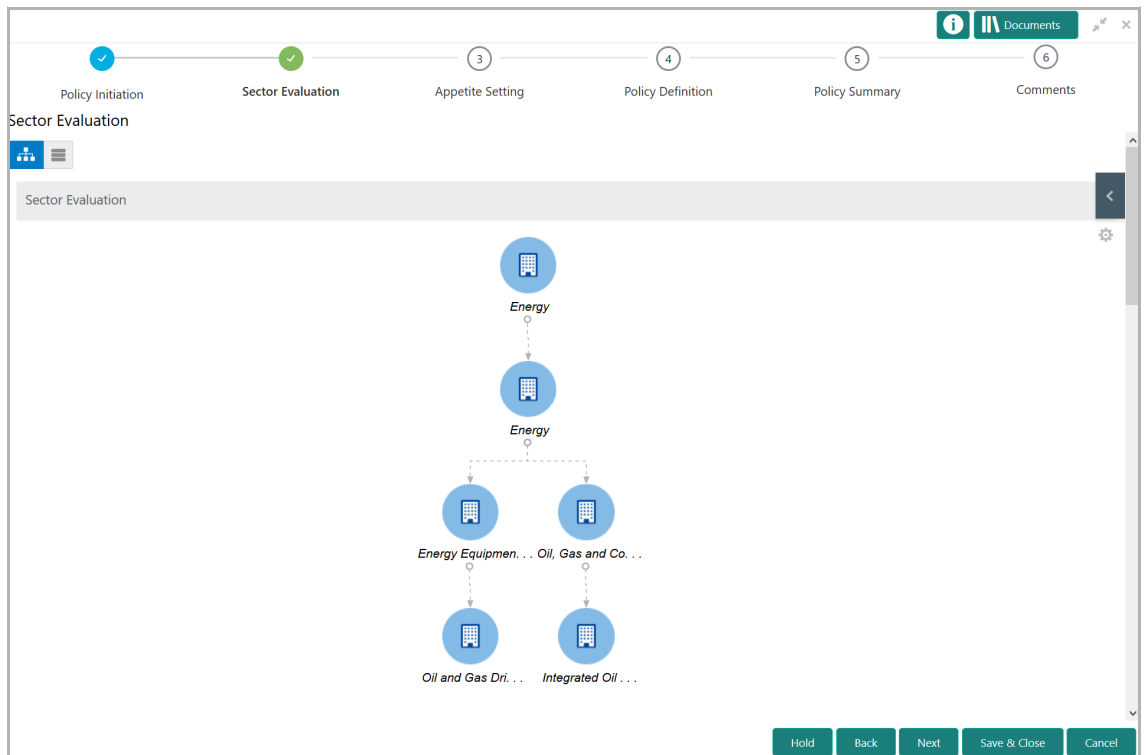 Documents
3 4 5 6
Policy Initiation Sector Evaluation Appetite Setting Policy Definition Policy Summary Comments
Sector Evaluation
Sector Evaluation
Energy
Energy
Energy Equipmen. . . Oil, Gas and Co. . .
Oil and Gas Dri. . . Integrated Oil . . .
Hold Back Next Save & Close Cancel